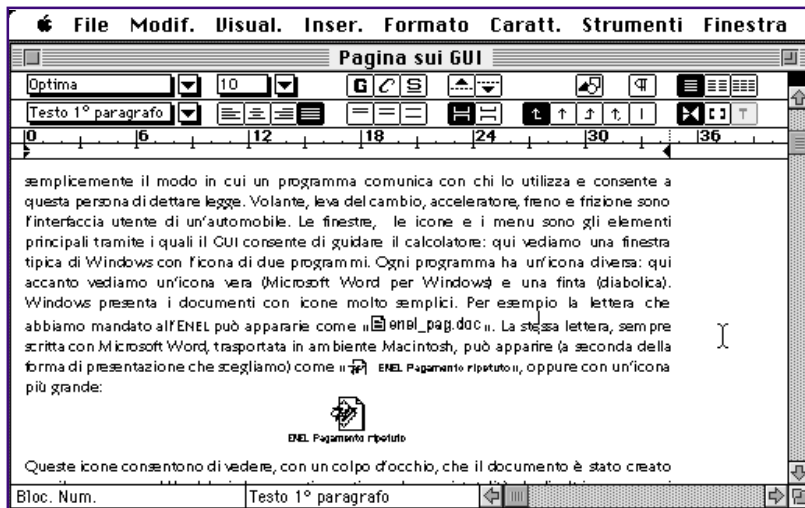 File Modif. Visual. Inser. Formato Caratt. Strumenti Finestra
Pagina sui GUI
Optima 10 G C S
Testo 1° paragrafo
0 6 12 18 24 30 36
semplicemente il modo in cui un programma comunica con chi lo utilizza e consente a
questa persona di dettare legge. Volante, leva del cambio, acceleratore, freno e frizione sono
l'interfaccia utente di un'automobile. Le finestre, le icone e i menu sono gli elementi
principali tramite i quali il GUI consente di guidare il calcolatore: qui vediamo una finestra
tipica di Windows con l'icona di due programmi. Ogni programma ha un'icona diversa: qui
accanto vediamo un'icona vera (Microsoft Word per Windows) e una finta (diabolica).
Windows presenta i documenti con icone molto semplici. Per esempio la lettera che
abbiamo mandato all'ENEL può appararie come "enel_pag.doc". La stessa lettera, sempre
scritta con Microsoft Word, trasportata in ambiente Macintosh, può apparire (a seconda della
forma di presentazione che scegliamo) come "ENEL Pagamento ripetuto", oppure con un'icona
più grande:
ENEL Pagamento ripetuto
Queste icone consentono di vedere, con un colpo d'occhio, che il documento è stato creato
Bloc. Num. Testo 1° paragrafo